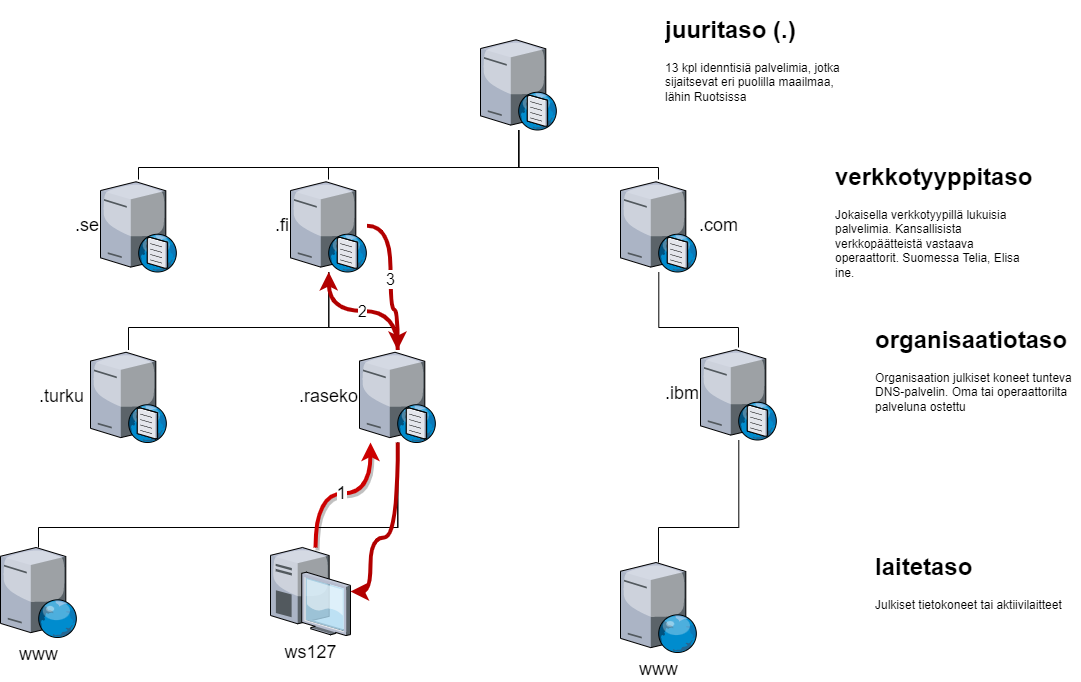 juuritaso (.)
13 kpl idenntisiä palvelimia, jotka
sijaitsevat eri puolilla maailmaa,
lähin Ruotsissa
verkkotyyppitaso
Jokaisella verkkotyypillä lukuisia
palvelimia. Kansallisista
verkkopäätteistä vastaava
operaattorit. Suomessa Telia, Elisa
ine.
.se
.fi
.com
3
2
organisaatiotaso
Organisaation julkiset koneet tunteva
DNS-palvelin. Oma tai operaattorilta
palveluna ostettu
.turku
.raseko
.ibm
1
laitetaso
Julkiset tietokoneet tai aktiivilaitteet
www
ws127
www